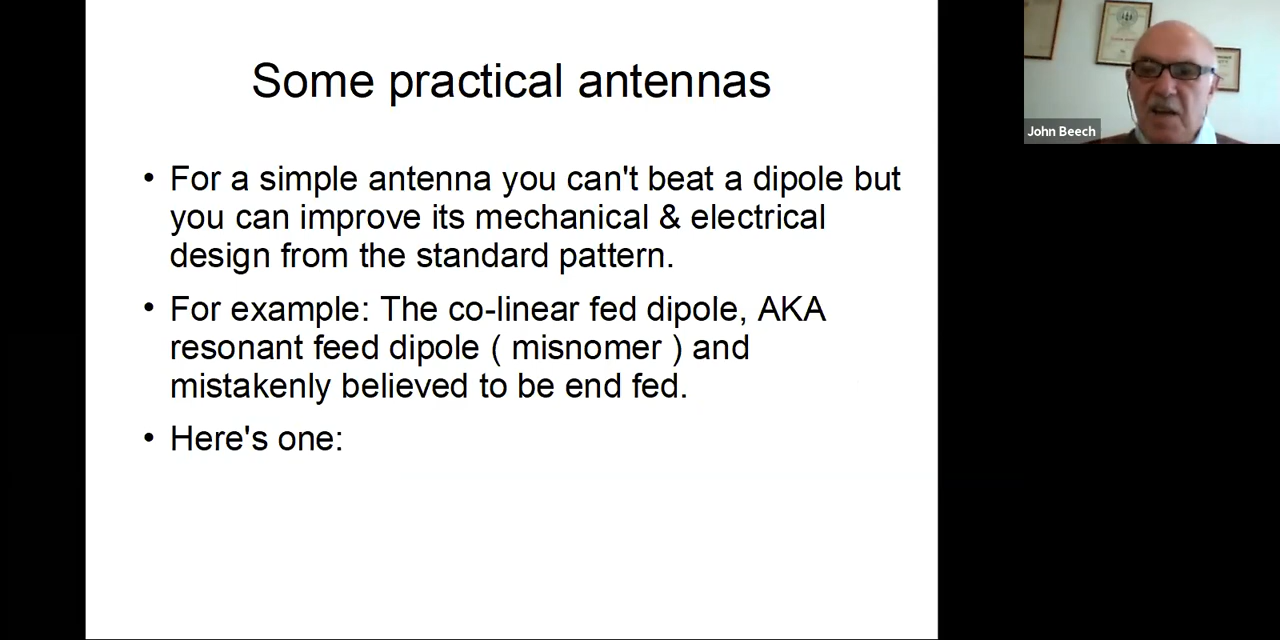 Some practical antennas
• For a simple antenna you can't beat a dipole but
you can improve its mechanical & electrical
design from the standard pattern.
• For example: The co-linear fed dipole, AKA
resonant feed dipole ( misnomer ) and
mistakenly believed to be end fed.
• Here's one:
John Beech